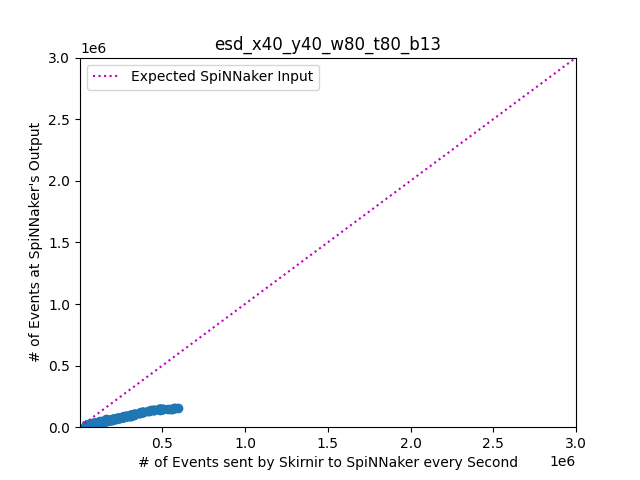 esd_x40_y40_w80_t80_b13
1e6
3.0
2.5
2.0
1.5
1.0
0.5
0.0
# of Events at SpiNNaker's Output
Expected SpiNNaker Input
0.5 1.0 1.5 2.0 2.5 3.0
# of Events sent by Skirnir to SpiNNaker every Second
1e6